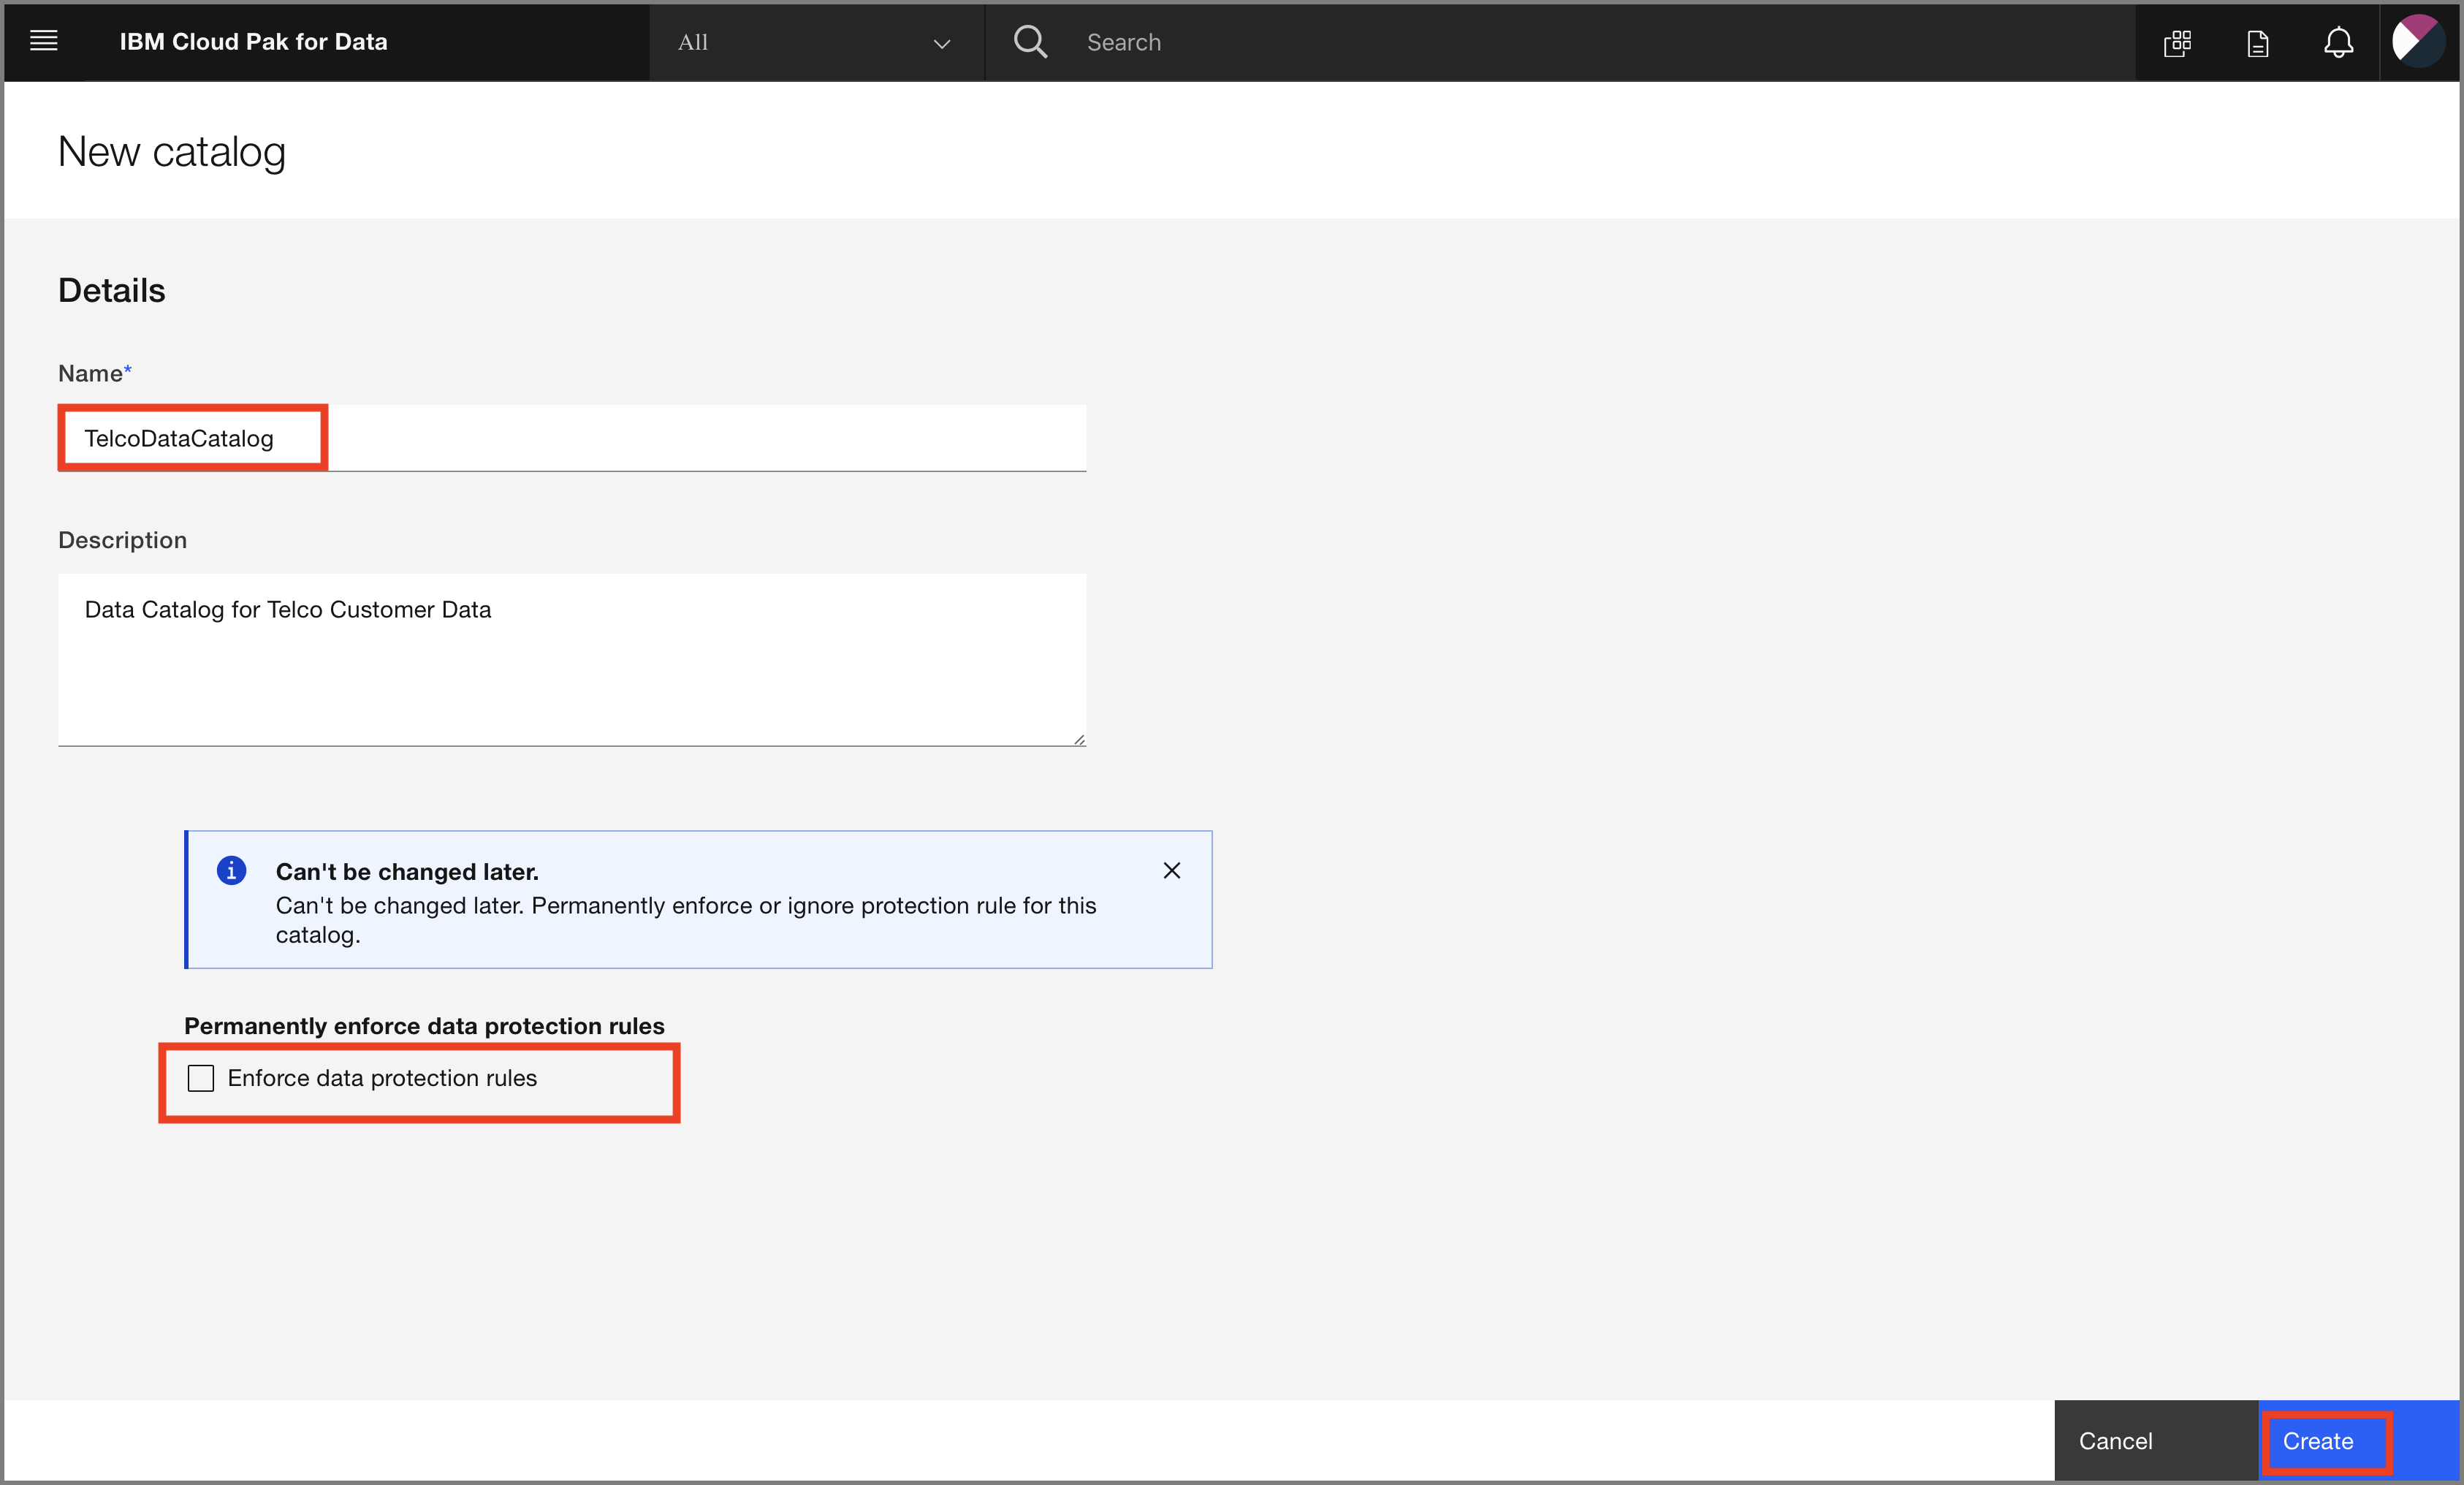 IBM Cloud Pak for Data
All
Search
New catalog
Details
Name*
TelcoDataCatalog
Description
Data Catalog for Telco Customer Data
Can't be changed later.
Can't be changed later. Permanently enforce or ignore protection rule for this
catalog.
Permanently enforce data protection rules
Enforce data protection rules
Cancel
Create